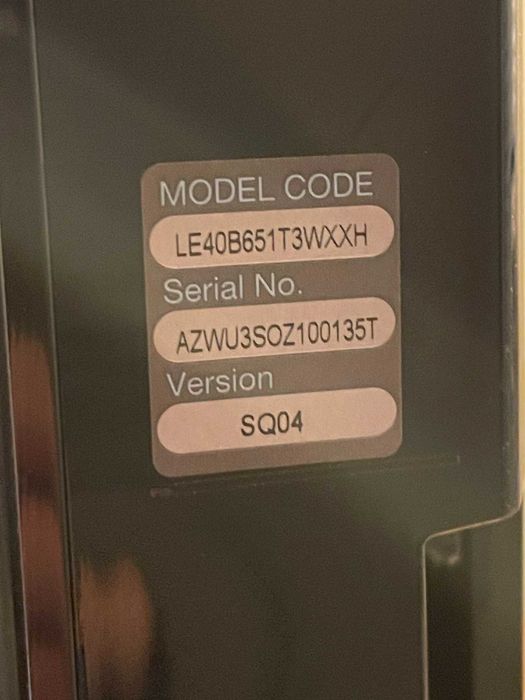 MODEL CODE
LE40B651T3WXXH
Serial No.
AZWU3SOZ100135T
Version
SQ04